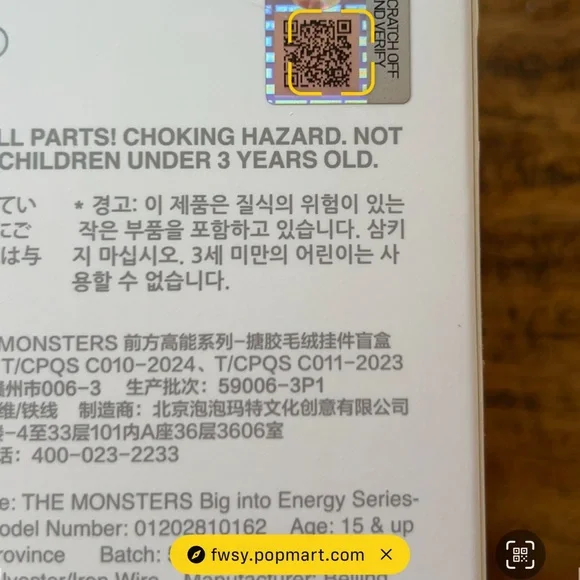 CRATCH OFF
ND VERIFY
LL PARTS! CHOKING HAZARD. NOT
CHILDREN UNDER 3 YEARS OLD.
てい
にご
は与
* 경고: 이 제품은 질식의 위험이 있는
작은 부품을 포함하고 있습니다. 삼키
지 마십시오. 3세 미만의 어린이는 사
용할 수 없습니다.
MONSTERS 前方高能系列-搪胶毛绒挂件盲盒
T/CPQS C010-2024、T/CPQS C011-2023
州市006-3 生产批次：59006-3P1
维/铁线 制造商：北京泡泡玛特文化创意有限公司
-4至33层101内A座36层3606室
话：400-023-2233
e: THE MONSTERS Big into Energy Series-
odel Number: 01202810162 Age: 15 & up
rovince Batch:
fwsy.popmart.com